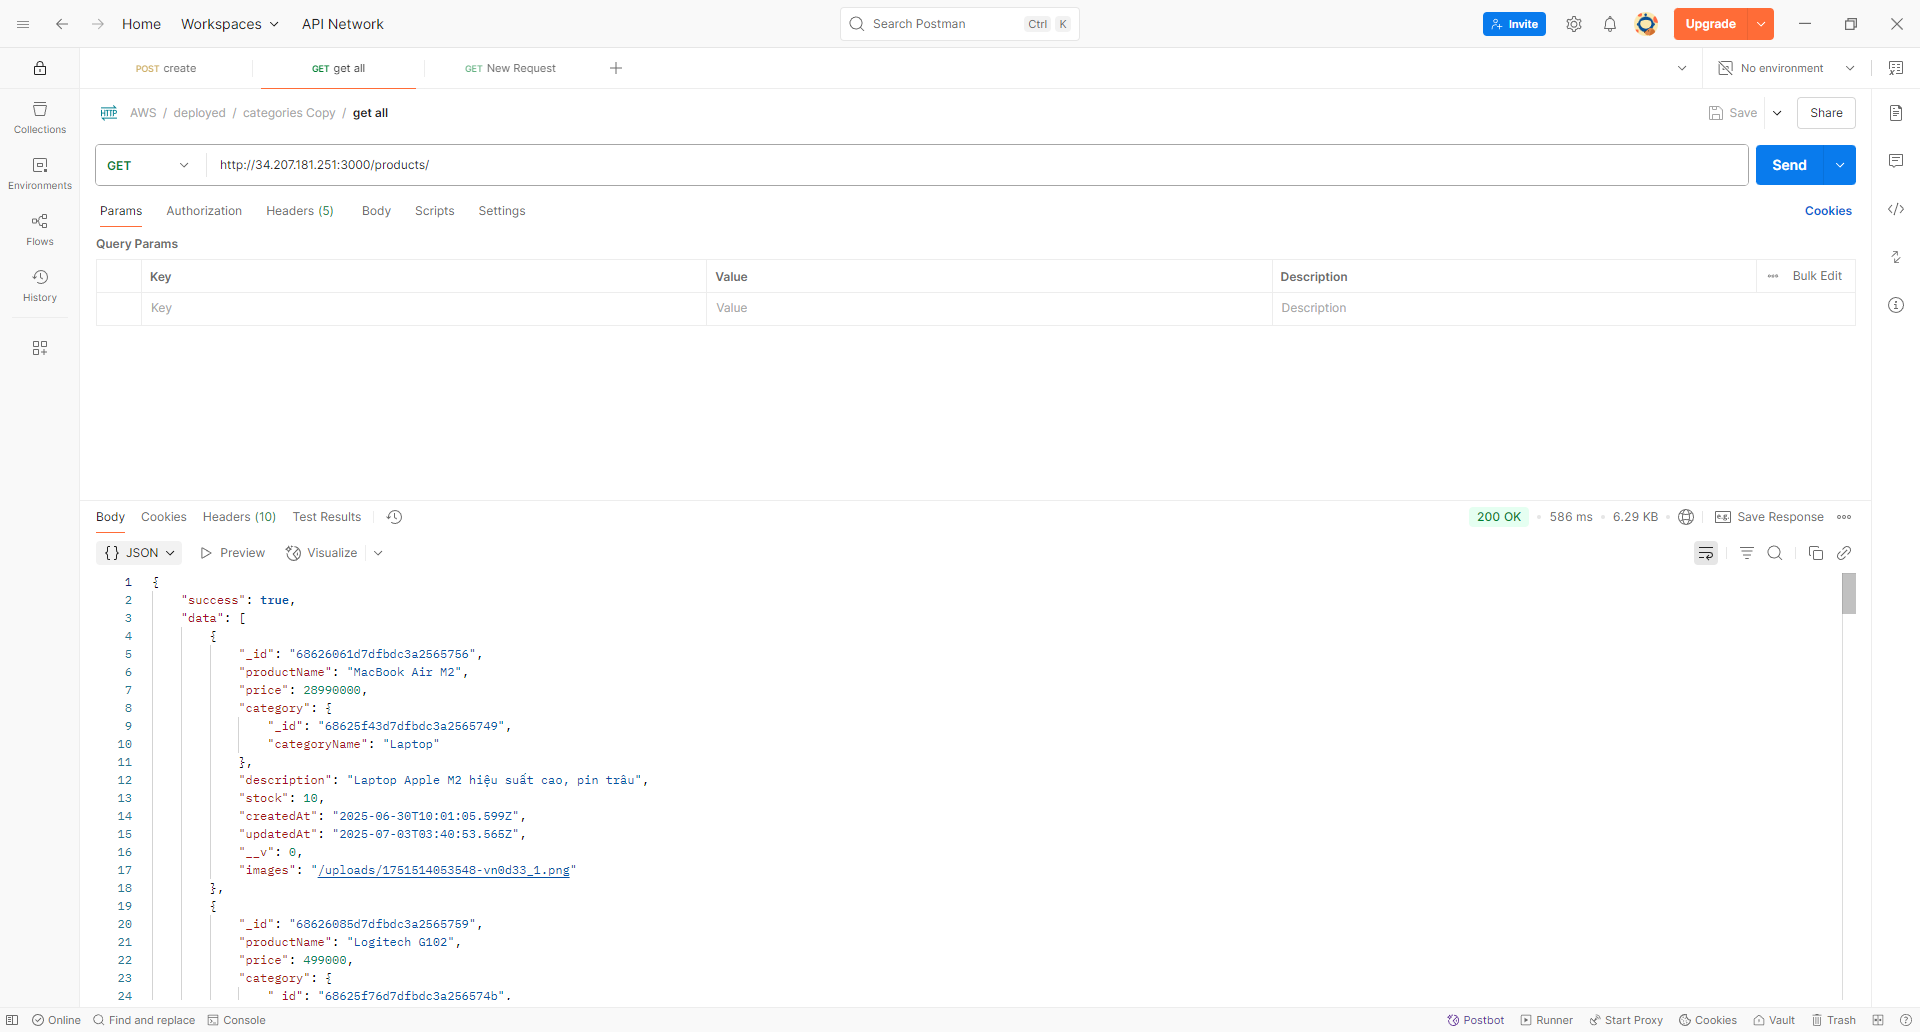 Home Workspaces API Network Search Postman Ctrl K Invite Upgrade
POST create GET get all GET New Request No environment
AWS / deployed / categories Copy / get all Save Share
Collections
Environments
Flows
History
GET http://34.207.181.251:3000/products/ Send
Params Authorization Headers (5) Body Scripts Settings Cookies
Query Params
Key Value Description Bulk Edit
Key Value Description
Body Cookies Headers (10) Test Results 200 OK 586 ms 6.29 KB Save Response
{} JSON Preview Visualize
1 {
2 "success": true,
3 "data": [
4 {
5 "_id": "68626061d7dfbdc3a2565756",
6 "productName": "MacBook Air M2",
7 "price": 28990000,
8 "category": {
9 "_id": "68625f43d7dfbdc3a2565749",
10 "categoryName": "Laptop"
11 },
12 "description": "Laptop Apple M2 hiệu suất cao, pin trâu",
13 "stock": 10,
14 "createdAt": "2025-06-30T10:01:05.599Z",
15 "updatedAt": "2025-07-03T03:40:53.565Z",
16 "__v": 0,
17 "images": "/uploads/1751514053548-vn0d33_1.png"
18 },
19 {
20 "_id": "68626085d7dfbdc3a2565759",
21 "productName": "Logitech G102",
22 "price": 499000,
23 "category": {
24 "_id": "68625f76d7dfbdc3a256574b",
Online Find and replace Console Postbot Runner Start Proxy Cookies Vault Trash